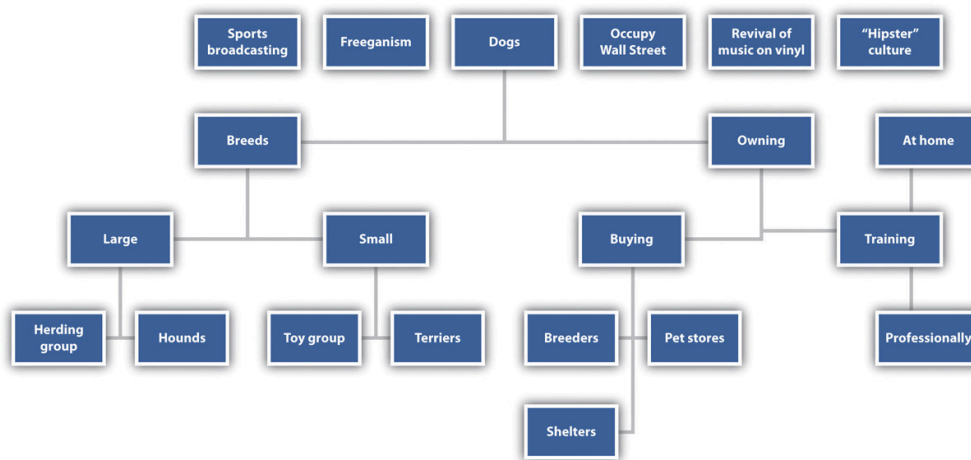 Sports
broadcasting
Freeganism
Dogs
Occupy
Wall Street
Revival of
music on vinyl
“Hipster”
culture
Breeds
Owning
At home
Large
Small
Buying
Training
Herding
group
Hounds
Toy group
Terriers
Breeders
Pet stores
Professionally
Shelters